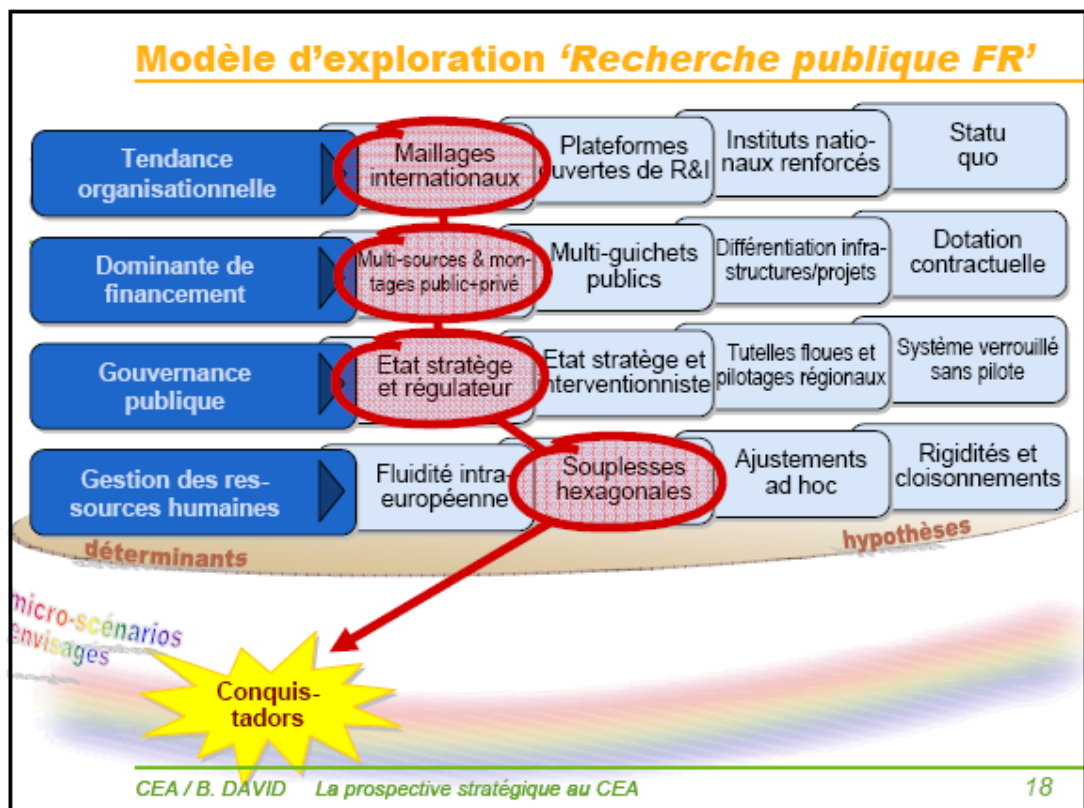 Modèle d'exploration ‘Recherche publique FR’
Tendance
organisationnelle
Maillages
internationaux
Plateformes
ouvertes de R&I
Instituts natio-
naux renforcés
Statu
quo
Dominante de
financement
Multi-sources & mon-
tages public+privé
Multi-guichets
publics
Différentiation infra-
structures/projets
Dotation
contractuelle
Gouvernance
publique
Etat stratège
et régulateur
Etat stratège et
interventionniste
Tutelles floues et
pilotages régionaux
Système verrouillé
sans pilote
Gestion des res-
sources humaines
Fluidité intra-
européenne
Souplesses
hexagonales
Ajustements
ad hoc
Rigidités et
cloisonnements
déterminants
hypothèses
micro-scénarios
envisagés
Conquis-
tadors
CEA / B. DAVID La prospective stratégique au CEA
18